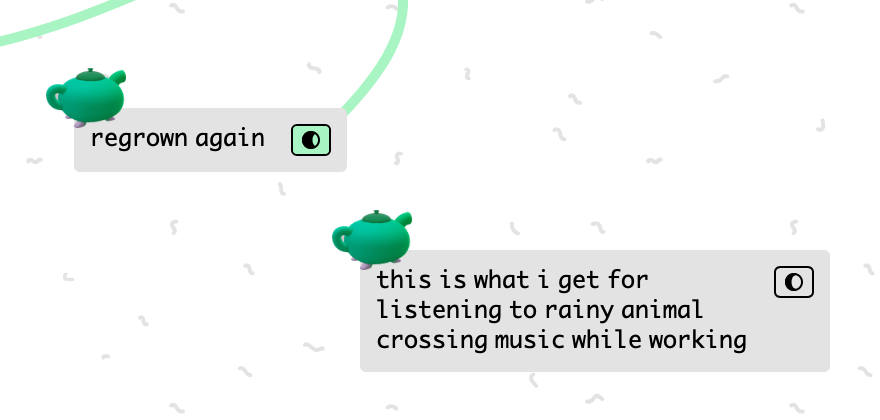 regrown again
this is what i get for
listening to rainy animal
crossing music while working